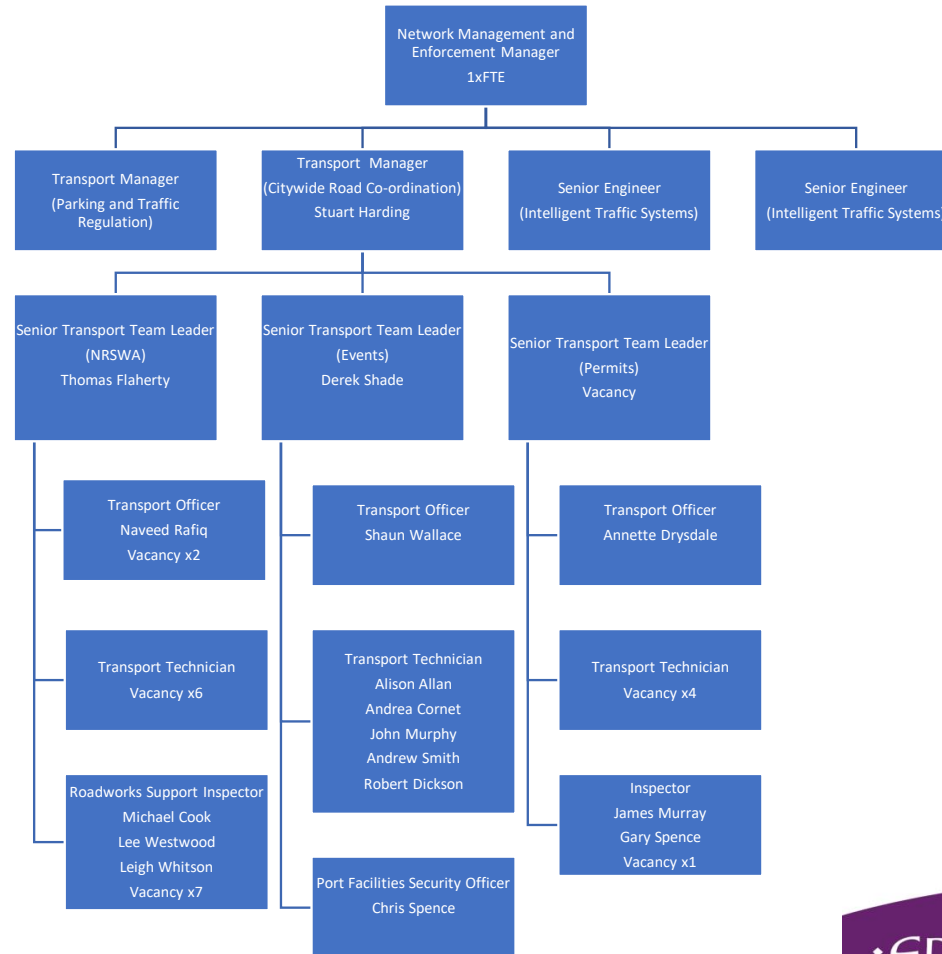 Network Management and
Enforcement Manager
1xFTE
Transport Manager
(Parking and Traffic
Regulation)
Transport Manager
(Citywide Road Co-ordination)
Stuart Harding
Senior Engineer
(Intelligent Traffic Systems)
Senior Engineer
(Intelligent Traffic Systems)
Senior Transport Team Leader
(NRSWA)
Thomas Flaherty
Senior Transport Team Leader
(Events)
Derek Shade
Senior Transport Team Leader
(Permits)
Vacancy
Transport Officer
Naveed Rafiq
Vacancy x2
Transport Officer
Shaun Wallace
Transport Officer
Annette Drysdale
Transport Technician
Vacancy x6
Transport Technician
Alison Allan
Andrea Cornet
John Murphy
Andrew Smith
Robert Dickson
Transport Technician
Vacancy x4
Roadworks Support Inspector
Michael Cook
Lee Westwood
Leigh Whitson
Vacancy x7
Port Facilities Security Officer
Chris Spence
Inspector
James Murray
Gary Spence
Vacancy x1